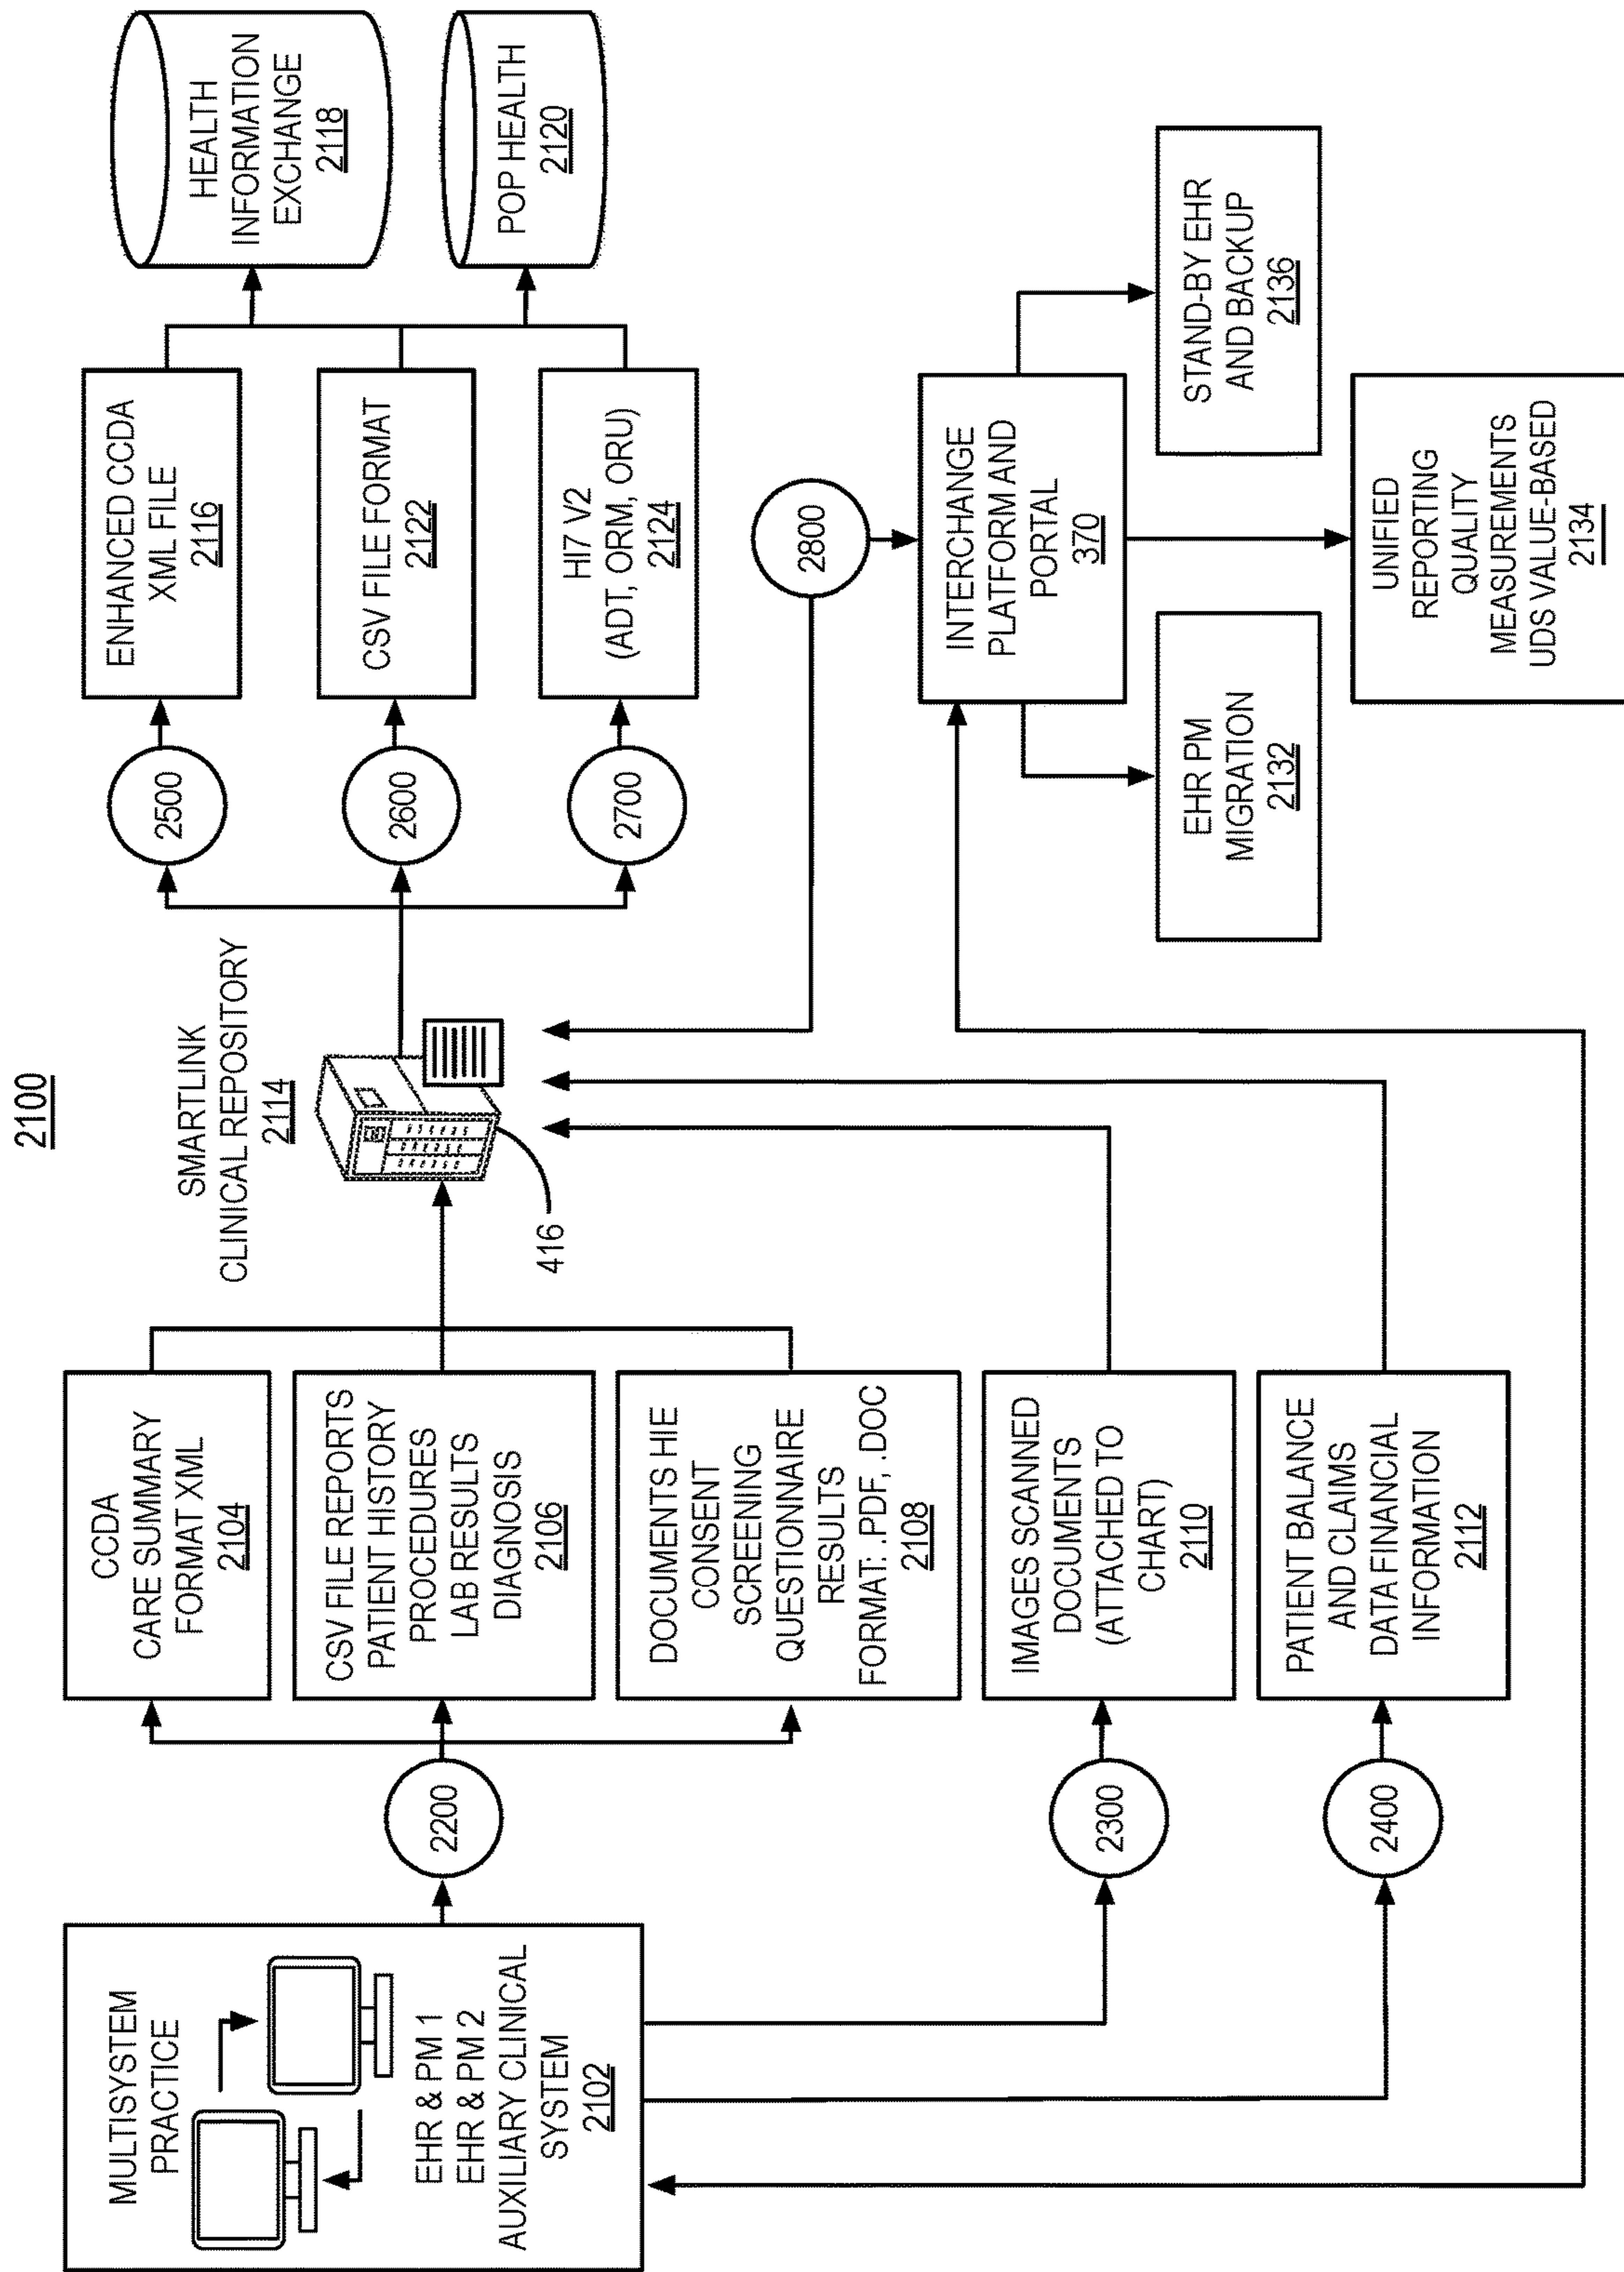 2100
MULTISYSTEM
PRACTICE
EHR & PM 1
EHR & PM 2
AUXILIARY CLINICAL
SYSTEM
2102
2200
2300
2400
CCDA
CARE SUMMARY
FORMAT XML
2104
CSV FILE REPORTS
PATIENT HISTORY
PROCEDURES
LAB RESULTS
DIAGNOSIS
2106
DOCUMENTS HIE
CONSENT
SCREENING
QUESTIONNAIRE
RESULTS
FORMAT: .PDF, .DOC
2108
IMAGES SCANNED
DOCUMENTS
(ATTACHED TO
CHART)
2110
PATIENT BALANCE
AND CLAIMS
DATA FINANCIAL
INFORMATION
2112
SMARTLINK
CLINICAL REPOSITORY
2114
416
2500
2600
2700
ENHANCED CCDA
XML FILE
2116
CSV FILE FORMAT
2122
HI7 V2
(ADT, ORM, ORU)
2124
HEALTH
INFORMATION
EXCHANGE
2118
POP HEALTH
2120
2800
INTERCHANGE
PLATFORM AND
PORTAL
370
EHR PM
MIGRATION
2132
STAND-BY EHR
AND BACKUP
2136
UNIFIED
REPORTING
QUALITY
MEASUREMENTS
UDS VALUE-BASED
2134